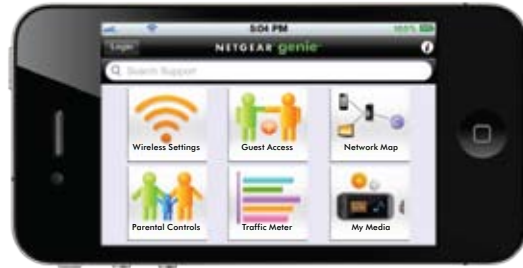 5:04 PM 100%
Login NETGEAR genie i
Search Support
Wireless Settings Guest Access Network Map
Parental Controls Traffic Meter My Media